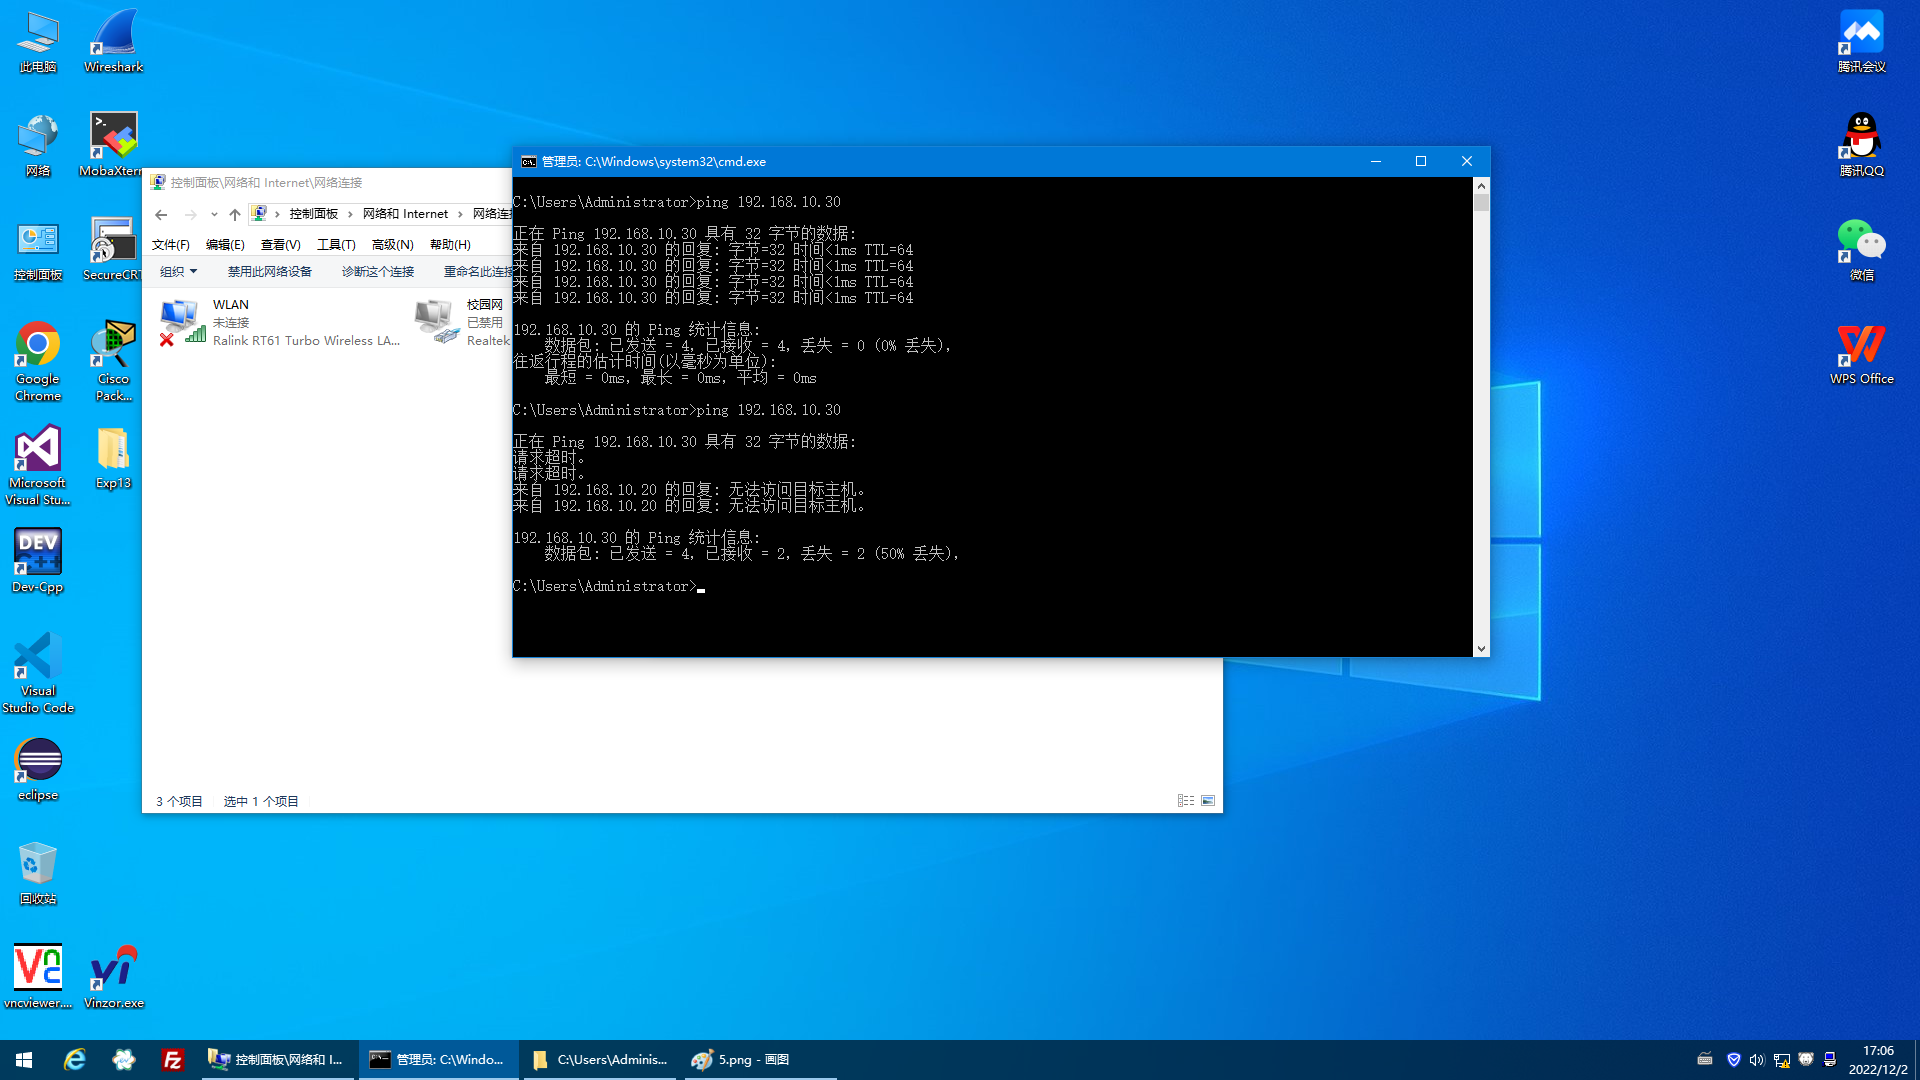 此电脑
Wireshark
网络
MobaXterm
控制面板
SecureCRT
Google
Chrome
Cisco
Pack...
Microsoft
Visual Stu...
Exp13
Dev-Cpp
Visual
Studio Code
eclipse
回收站
vncviewer....
Vinzor.exe
腾讯会议
腾讯QQ
微信
WPS Office
控制面板\网络和 Internet\网络连接
控制面板 › 网络和 Internet › 网络连
文件(F) 编辑(E) 查看(V) 工具(T) 高级(N) 帮助(H)
组织 禁用此网络设备 诊断这个连接 重命名此连接
WLAN
未连接
Ralink RT61 Turbo Wireless LA...
校园网
已禁用
Realtek
3 个项目 选中 1 个项目
管理员: C:\Windows\system32\cmd.exe
C:\Users\Administrator>ping 192.168.10.30
正在 Ping 192.168.10.30 具有 32 字节的数据:
来自 192.168.10.30 的回复: 字节=32 时间<1ms TTL=64
来自 192.168.10.30 的回复: 字节=32 时间<1ms TTL=64
来自 192.168.10.30 的回复: 字节=32 时间<1ms TTL=64
来自 192.168.10.30 的回复: 字节=32 时间<1ms TTL=64
192.168.10.30 的 Ping 统计信息:
数据包: 已发送 = 4, 已接收 = 4, 丢失 = 0 (0% 丢失),
往返行程的估计时间(以毫秒为单位):
最短 = 0ms, 最长 = 0ms, 平均 = 0ms
C:\Users\Administrator>ping 192.168.10.30
正在 Ping 192.168.10.30 具有 32 字节的数据:
请求超时。
请求超时。
来自 192.168.10.20 的回复: 无法访问目标主机。
来自 192.168.10.20 的回复: 无法访问目标主机。
192.168.10.30 的 Ping 统计信息:
数据包: 已发送 = 4, 已接收 = 2, 丢失 = 2 (50% 丢失),
C:\Users\Administrator>
控制面板\网络和 I...
管理员: C:\Windo...
C:\Users\Adminis...
5.png - 画图
17:06
2022/12/2